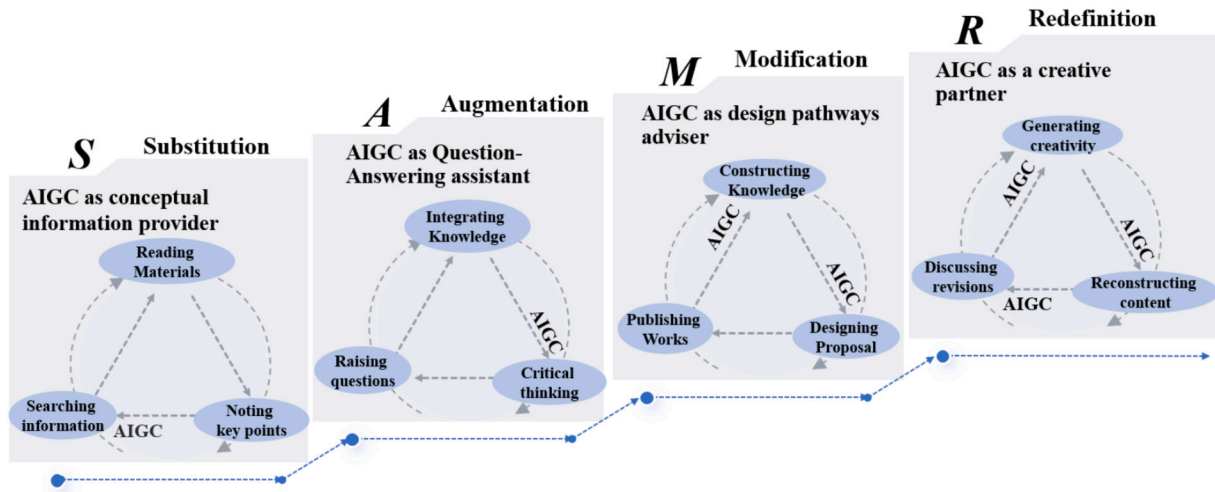 S Substitution
AIGC as conceptual
information provider
Reading
Materials
Searching
information
AIGC
Noting
key points
A Augmentation
AIGC as Question-
Answering assistant
Integrating
Knowledge
AIGC
Raising
questions
Critical
thinking
M Modification
AIGC as design pathways
adviser
Constructing
Knowledge
AIGC
AIGC
Publishing
Works
Designing
Proposal
R Redefinition
AIGC as a creative
partner
Generating
creativity
AIGC
AIGC
Discussing
revisions
AIGC
Reconstructing
content